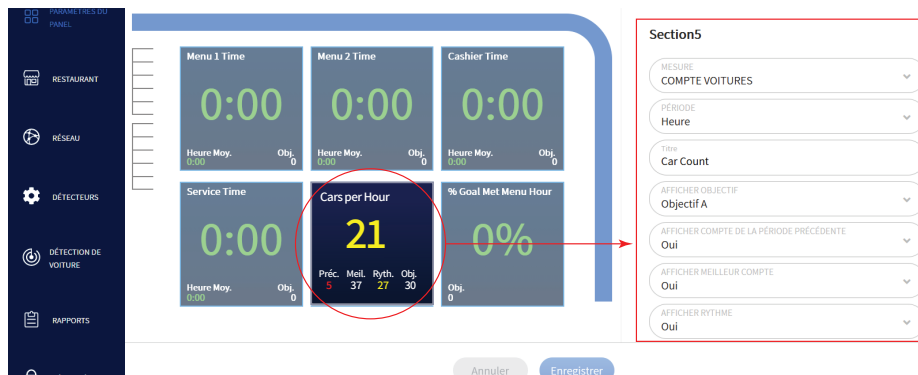 PARAMÈTRES DU
PANEL
RESTAURANT
RÉSEAU
DÉTECTEURS
DÉTECTION DE
VOITURE
RAPPORTS
Menu 1 Time
0:00
Heure Moy. Obj.
0:00 0
Menu 2 Time
0:00
Heure Moy. Obj.
0:00 0
Cashier Time
0:00
Heure Moy. Obj.
0:00 0
Service Time
0:00
Heure Moy. Obj.
0:00 0
Cars per Hour
21
Préc. Meil. Ryth. Obj.
5 37 27 30
% Goal Met Menu Hour
0%
Obj.
0
Annuler Enregistrer
Section5
MESURE
COMPTE VOITURES
PÉRIODE
Heure
Titre
Car Count
AFFICHER OBJECTIF
Objectif A
AFFICHER COMPTE DE LA PÉRIODE PRÉCÉDENTE
Oui
AFFICHER MEILLEUR COMPTE
Oui
AFFICHER RYTHME
Oui